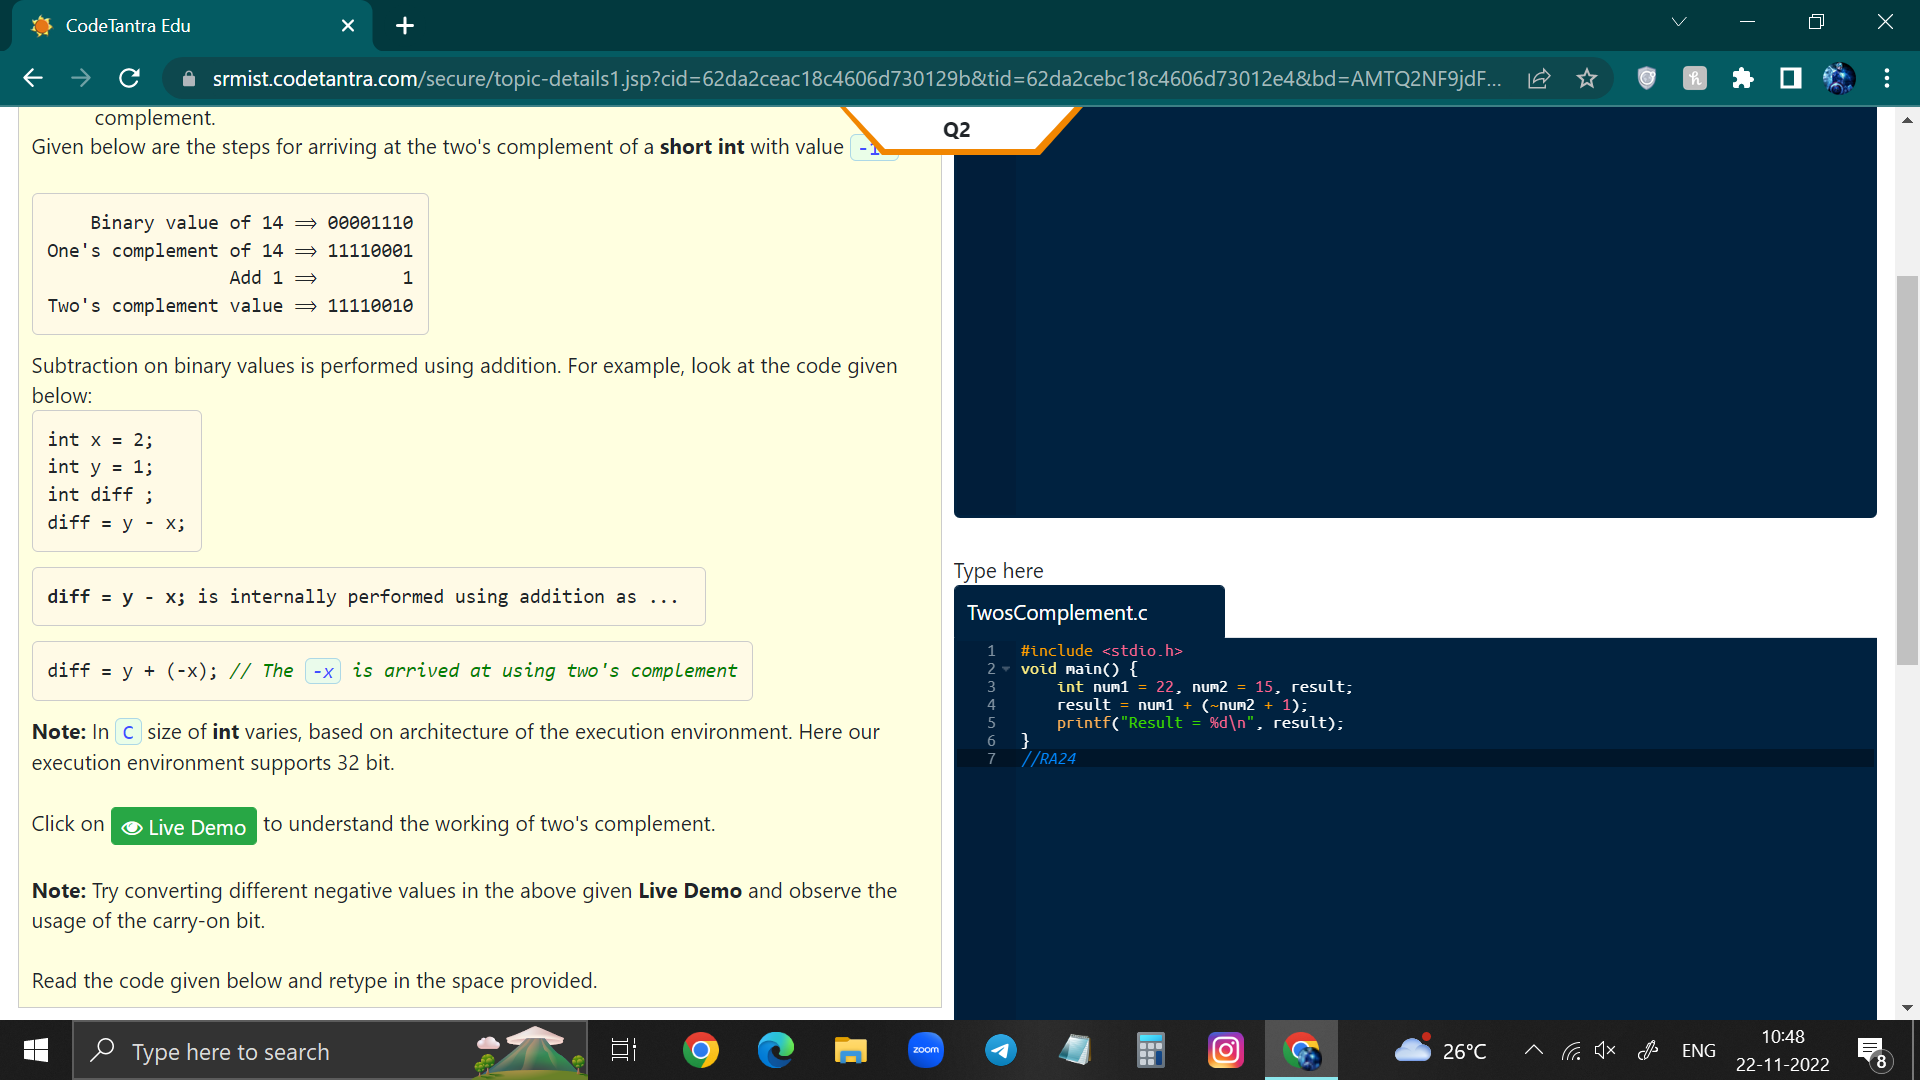 CodeTantra Edu
srmist.codetantra.com/secure/topic-details1.jsp?cid=62da2ceac18c4606d730129b&tid=62da2cebc18c4606d73012e4&bd=AMTQ2NF9jdF...
Q2
complement.
Given below are the steps for arriving at the two's complement of a short int with value -1
Binary value of 14 ⟹ 00001110
One's complement of 14 ⟹ 11110001
Add 1 ⟹ 1
Two's complement value ⟹ 11110010
Subtraction on binary values is performed using addition. For example, look at the code given
below:
int x = 2;
int y = 1;
int diff ;
diff = y - x;
diff = y - x; is internally performed using addition as ...
diff = y + (-x); // The -x is arrived at using two's complement
Note: In C size of int varies, based on architecture of the execution environment. Here our
execution environment supports 32 bit.
Click on Live Demo to understand the working of two's complement.
Note: Try converting different negative values in the above given Live Demo and observe the
usage of the carry-on bit.
Read the code given below and retype in the space provided.
Type here
TwosComplement.c
1 #include <stdio.h>
2 void main() {
3 int num1 = 22, num2 = 15, result;
4 result = num1 + (~num2 + 1);
5 printf("Result = %d\n", result);
6 }
7 //RA24
Type here to search
zoom
26°C
ENG
10:48
22-11-2022
8